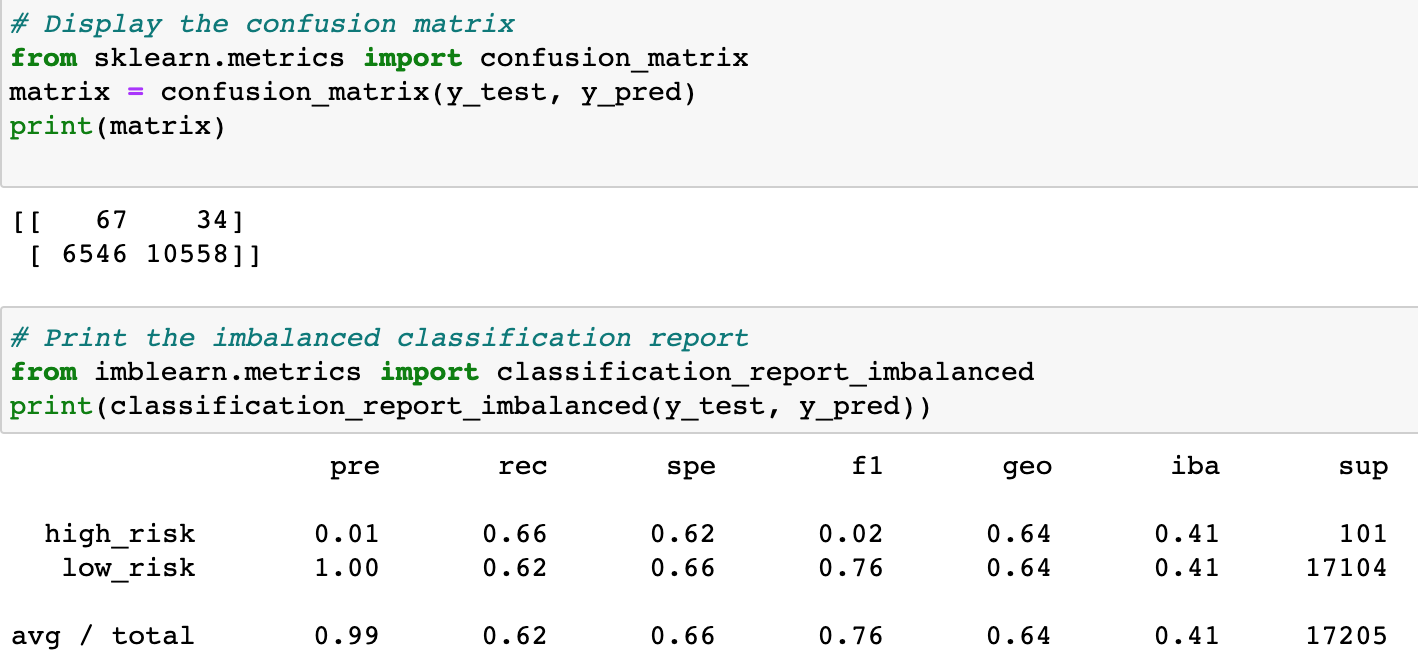 # Display the confusion matrix
from sklearn.metrics import confusion_matrix
matrix = confusion_matrix(y_test, y_pred)
print(matrix)
[[   67    34]
 [ 6546 10558]]
# Print the imbalanced classification report
from imblearn.metrics import classification_report_imbalanced
print(classification_report_imbalanced(y_test, y_pred))
                   pre       rec       spe        f1       geo       iba       sup
  high_risk       0.01      0.66      0.62      0.02      0.64      0.41       101
   low_risk       1.00      0.62      0.66      0.76      0.64      0.41     17104
avg / total       0.99      0.62      0.66      0.76      0.64      0.41     17205